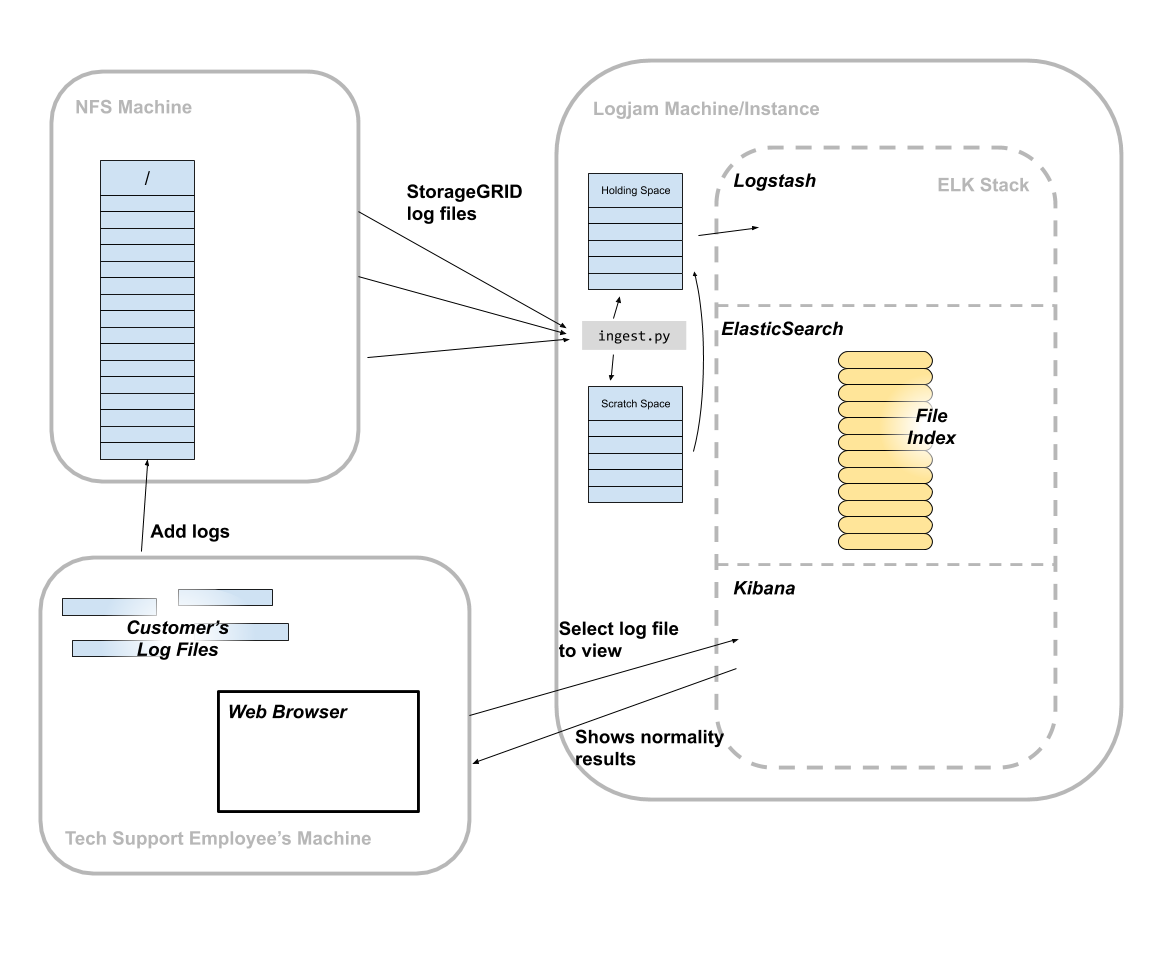 NFS Machine
/
StorageGRID
log files
Logjam Machine/Instance
Holding Space
Logstash
ELK Stack
ingest.py
Scratch Space
ElasticSearch
File
Index
Add logs
Customer's
Log Files
Web Browser
Tech Support Employee's Machine
Kibana
Select log file
to view
Shows normality
results